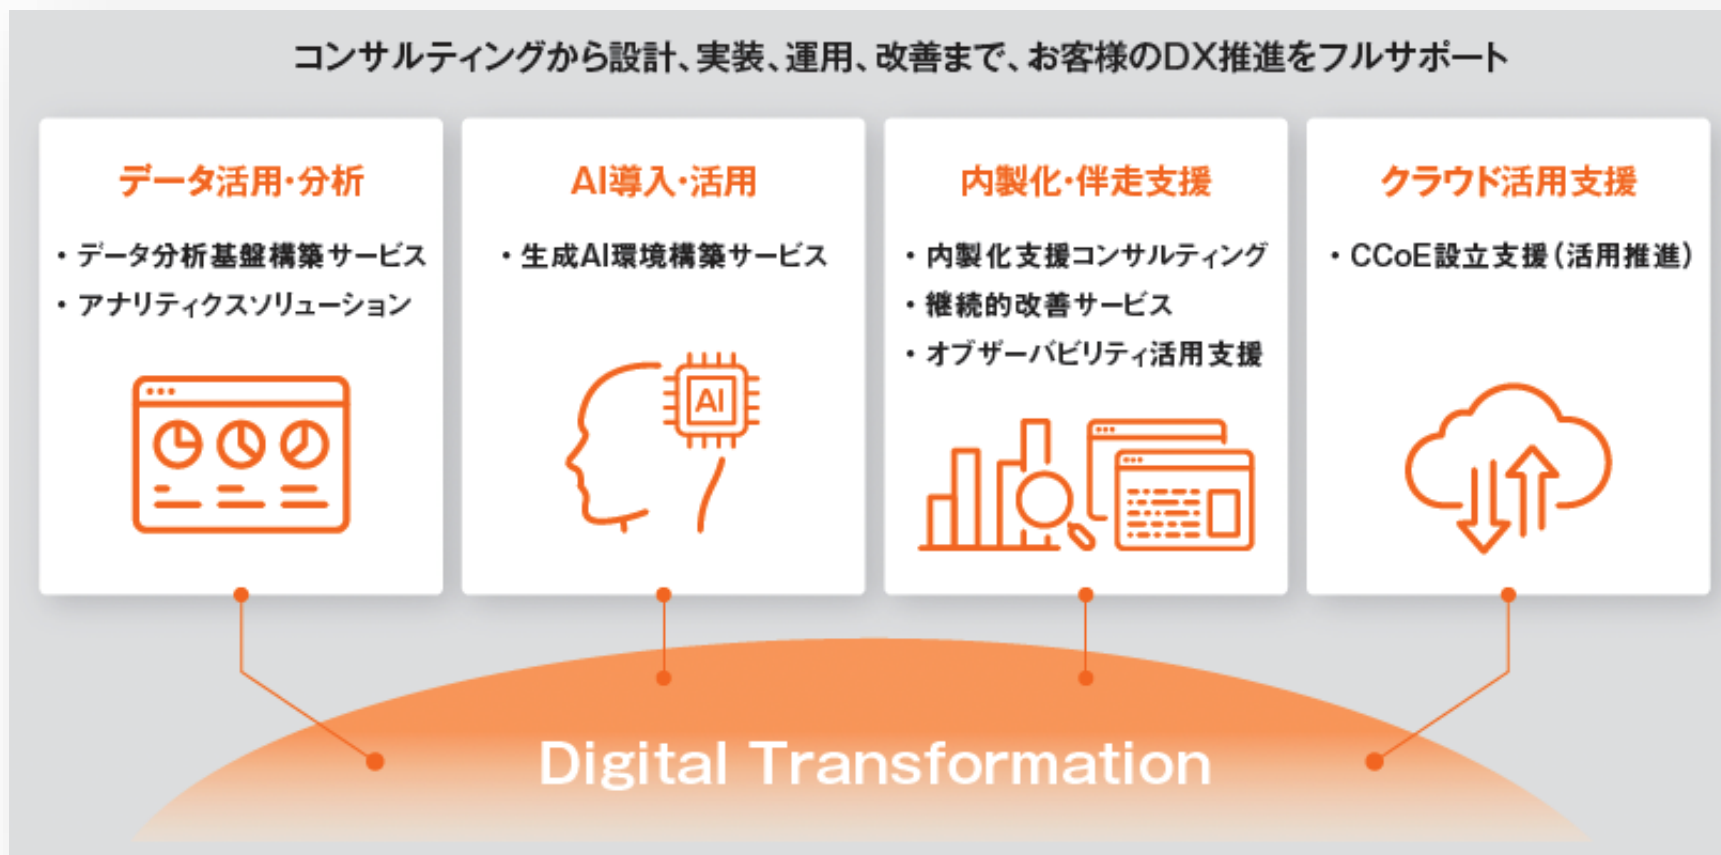 コンサルティングから設計、実装、運用、改善まで、お客様のDX推進をフルサポート
データ活用・分析
・データ分析基盤構築サービス
・アナリティクスソリューション
AI導入・活用
・生成AI環境構築サービス
AI
内製化・伴走支援
・内製化支援コンサルティング
・継続的改善サービス
・オブザーバビリティ活用支援
クラウド活用支援
・CCoE設立支援(活用推進)
Digital Transformation